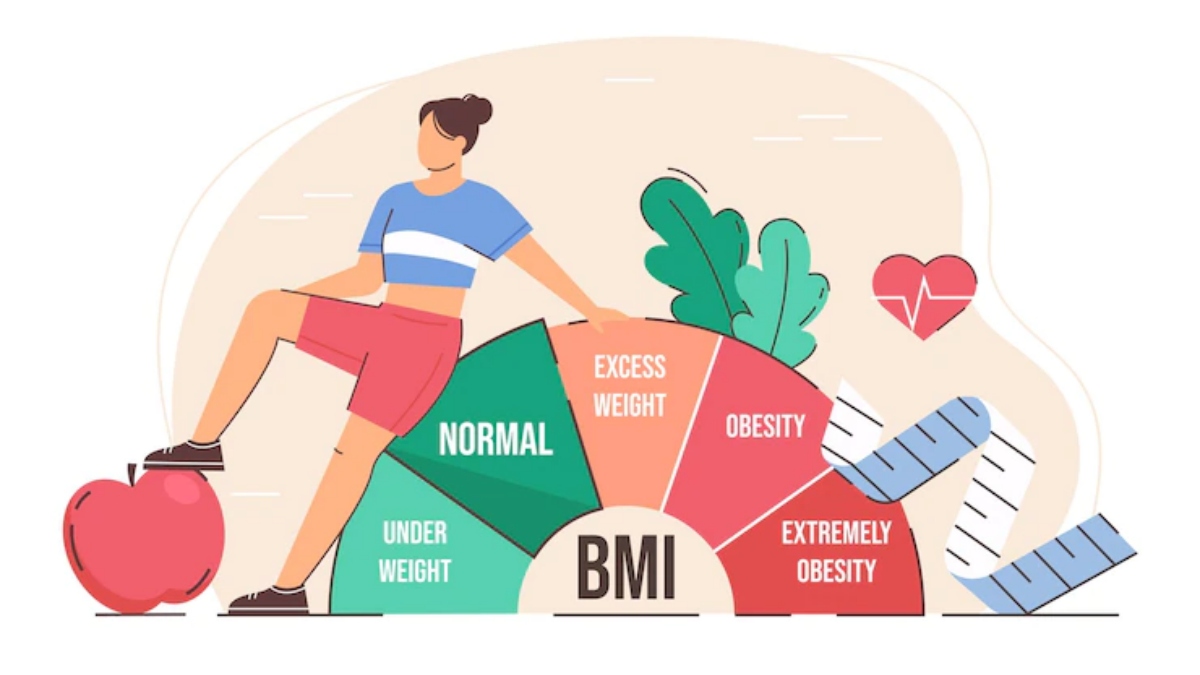 UNDER
WEIGHT
NORMAL
EXCESS
WEIGHT
OBESITY
EXTREMELY
OBESITY
BMI